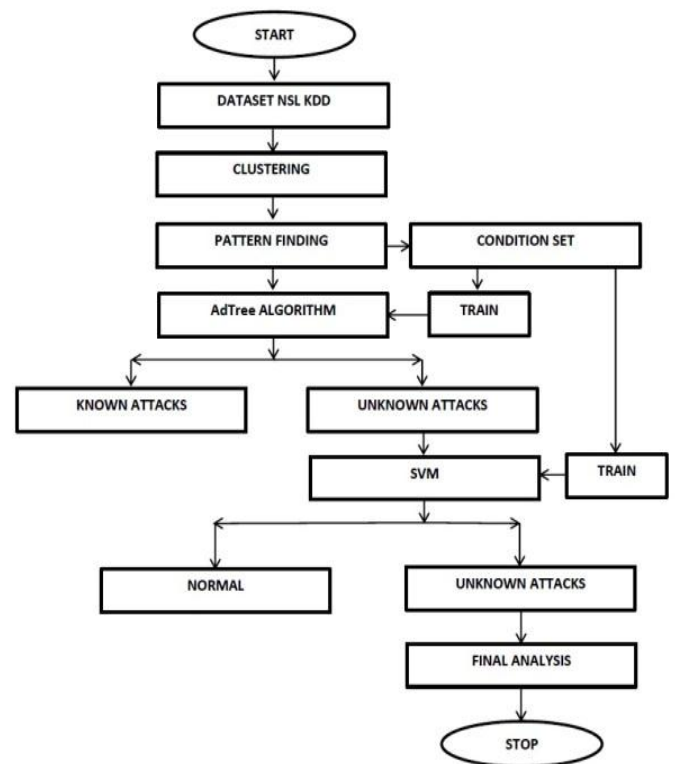 START
DATASET NSL KDD
CLUSTERING
PATTERN FINDING
CONDITION SET
AdTree ALGORITHM
TRAIN
KNOWN ATTACKS
UNKNOWN ATTACKS
SVM
TRAIN
NORMAL
UNKNOWN ATTACKS
FINAL ANALYSIS
STOP